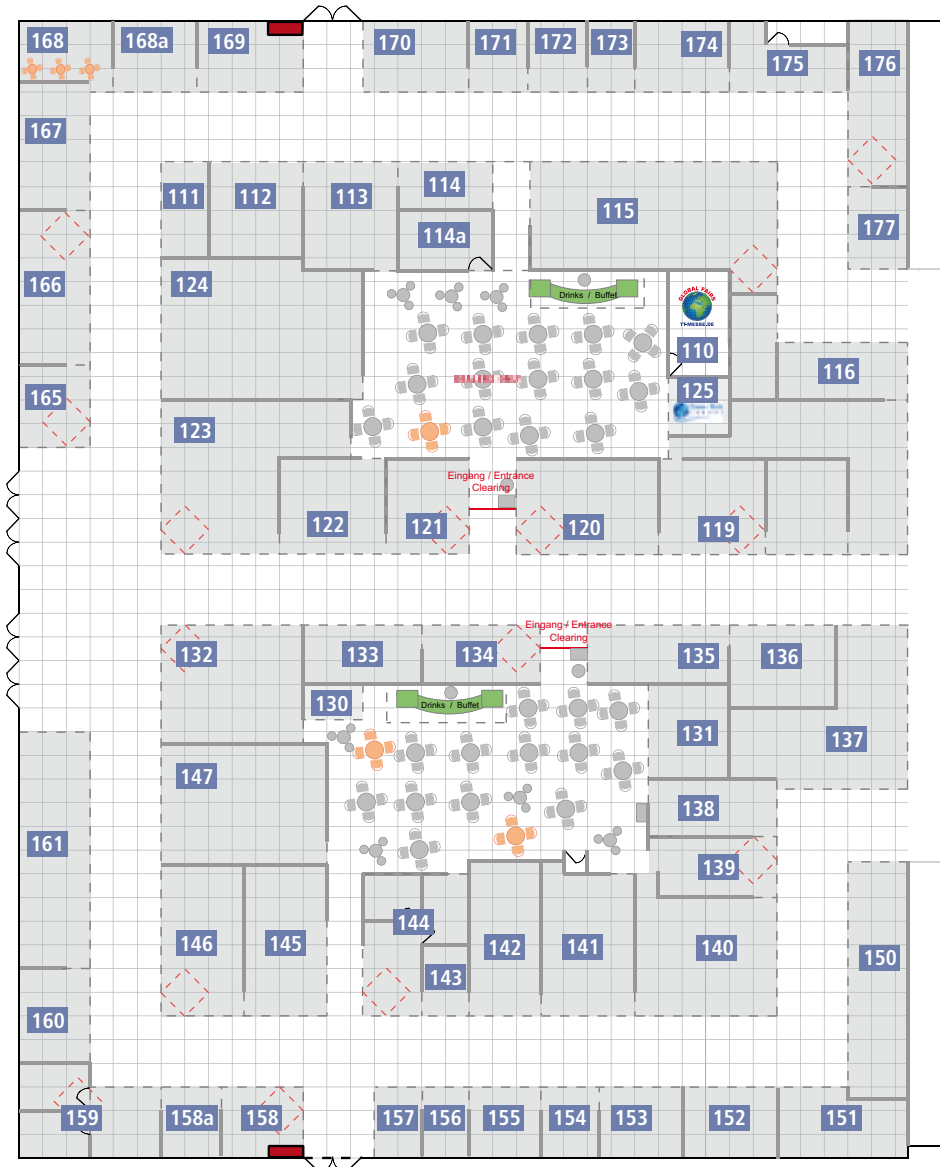 168 168a 169 170 171 172 173 174 175 176
167
111 112 113 114 115 177
114a
166 124
GLOBAL FAIRS
TT-MESSE.DE
Drinks / Buffet
110
116
165 125
123
Eingang / Entrance
Clearing
122 121 120 119
Eingang / Entrance
Clearing
132 133 134 135 136
130
Drinks / Buffet
131 137
147
138
161
139
144
146 145 142 141 140 150
143
160
159 158a 158 157 156 155 154 153 152 151